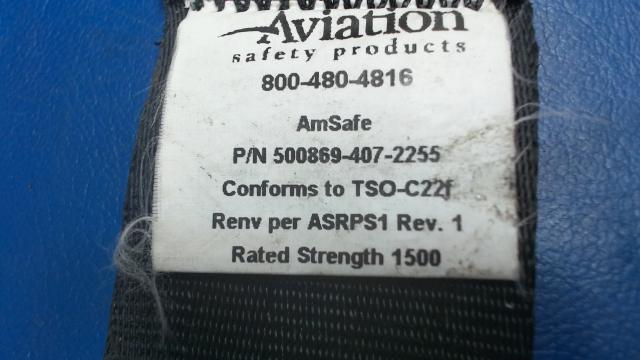 Aviation
safety products
800-480-4816
AmSafe
P/N 500869-407-2255
Conforms to TSO-C22f
Renv per ASRPS1 Rev. 1
Rated Strength 1500